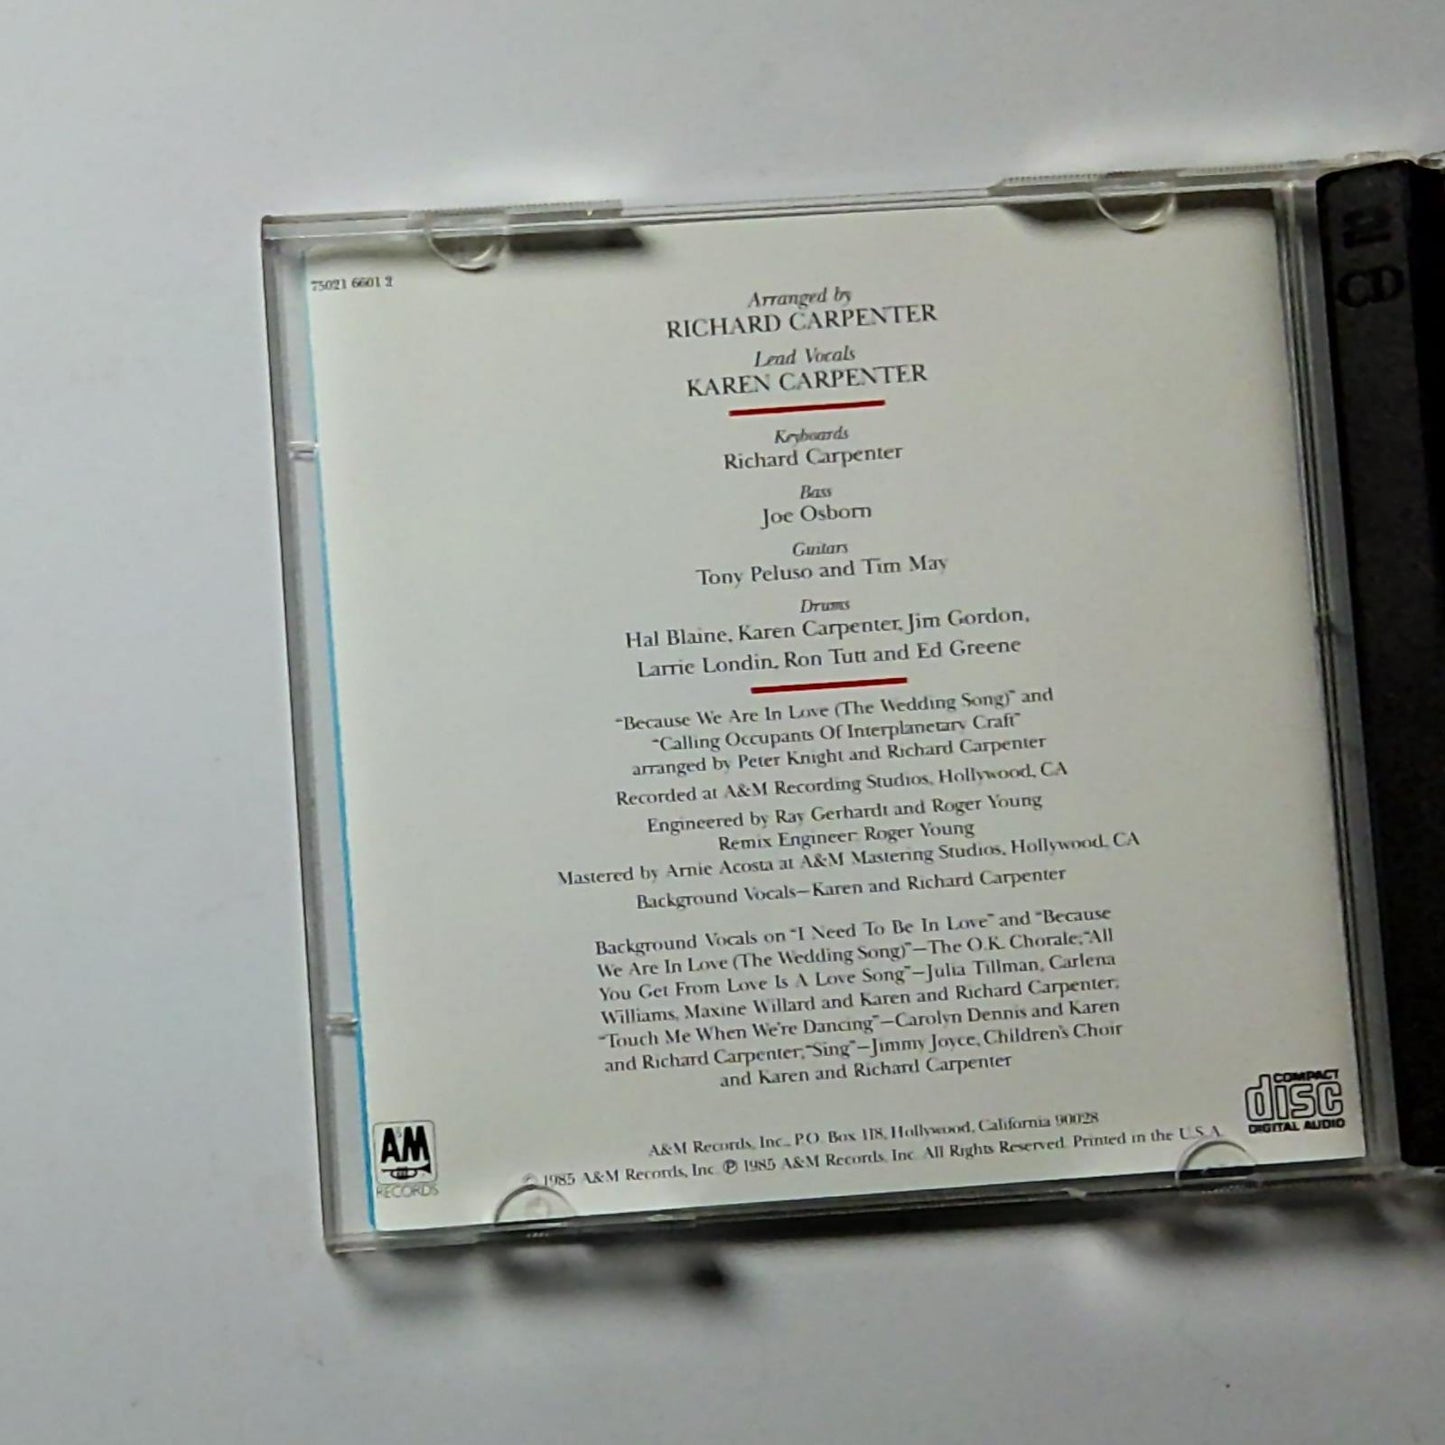 75021 6601 2
Arranged by
RICHARD CARPENTER
Lead Vocals
KAREN CARPENTER
Keyboards
Richard Carpenter
Bass
Joe Osborn
Guitars
Tony Peluso and Tim May
Drums
Hal Blaine, Karen Carpenter, Jim Gordon,
Larrie Londin, Ron Tutt and Ed Greene
"Because We Are In Love (The Wedding Song)" and
"Calling Occupants Of Interplanetary Craft"
arranged by Peter Knight and Richard Carpenter
Recorded at A&M Recording Studios, Hollywood, CA
Engineered by Ray Gerhardt and Roger Young
Remix Engineer: Roger Young
Mastered by Arnie Acosta at A&M Mastering Studios, Hollywood, CA
Background Vocals—Karen and Richard Carpenter
Background Vocals on "I Need To Be In Love" and "Because
We Are In Love (The Wedding Song)"—The O.K. Chorale; "All
You Get From Love Is A Love Song"—Julia Tillman, Carlena
Williams, Maxine Willard and Karen and Richard Carpenter;
"Touch Me When We're Dancing"—Carolyn Dennis and Karen
and Richard Carpenter; "Sing"—Jimmy Joyce, Children's Choir
and Karen and Richard Carpenter
A&M Records, Inc., P.O. Box 118, Hollywood, California 90028
© 1985 A&M Records, Inc. ℗ 1985 A&M Records, Inc. All Rights Reserved. Printed in the U.S.A.
A&M
RECORDS
COMPACT
disc
DIGITAL AUDIO